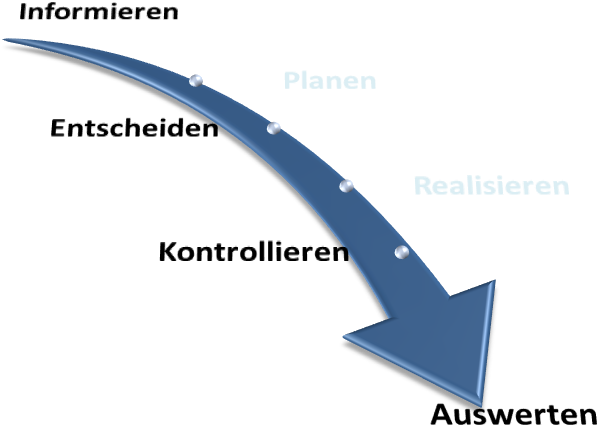 Informieren
Planen
Entscheiden
Realisieren
Kontrollieren
Auswerten